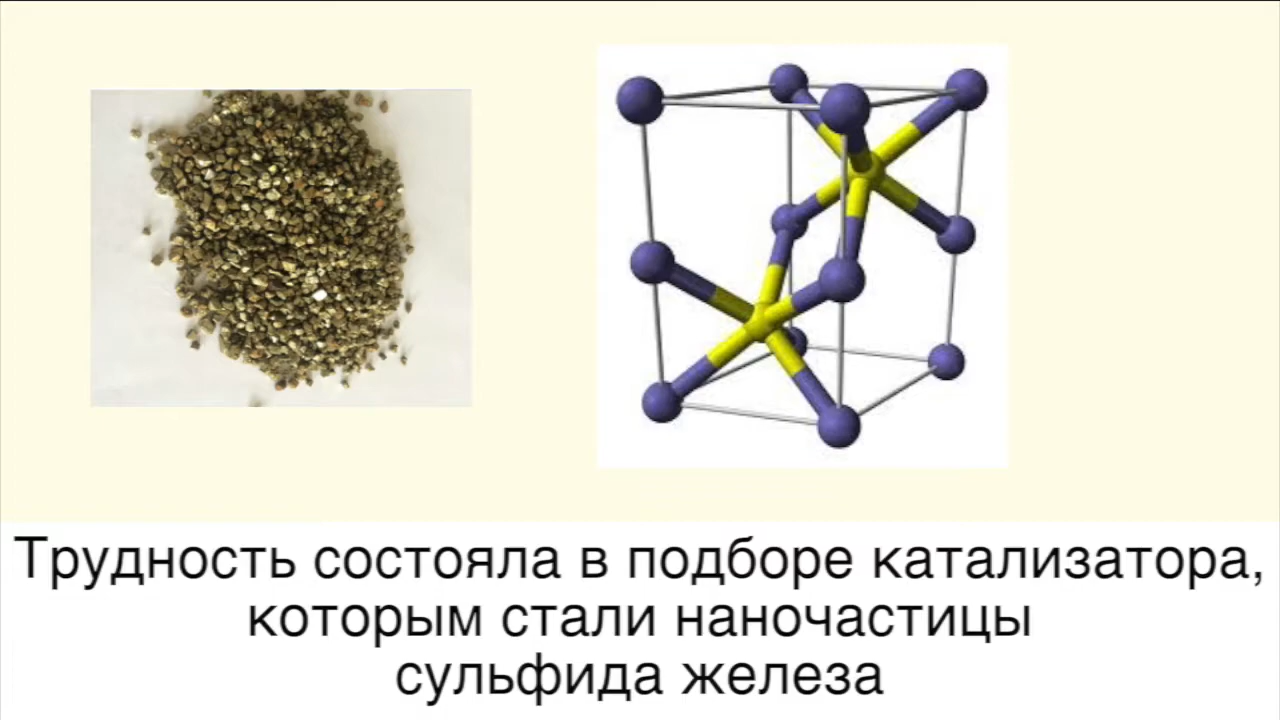 Трудность состояла в подборе катализатора,
которым стали наночастицы
сульфида железа